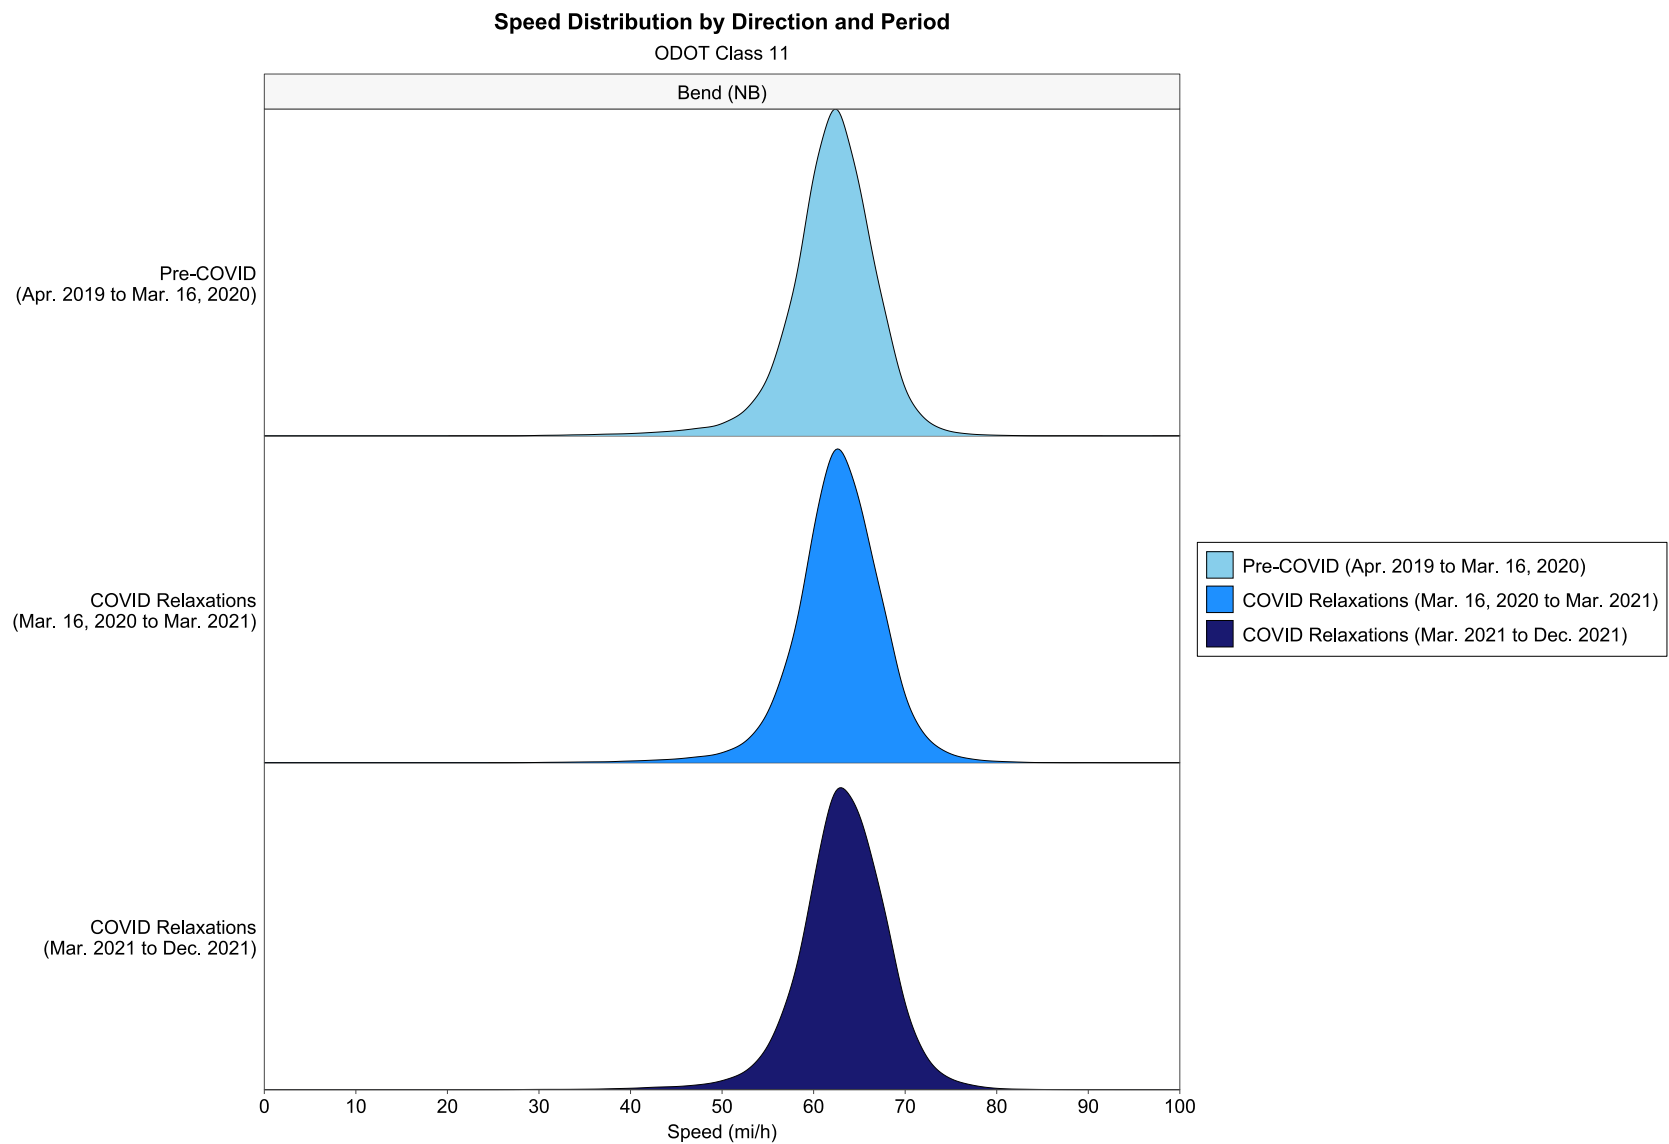 Speed Distribution by Direction and Period
ODOT Class 11
Bend (NB)
Pre-COVID
(Apr. 2019 to Mar. 16, 2020)
COVID Relaxations
(Mar. 16, 2020 to Mar. 2021)
COVID Relaxations
(Mar. 2021 to Dec. 2021)
0 10 20 30 40 50 60 70 80 90 100
Speed (mi/h)
Pre-COVID (Apr. 2019 to Mar. 16, 2020)
COVID Relaxations (Mar. 16, 2020 to Mar. 2021)
COVID Relaxations (Mar. 2021 to Dec. 2021)